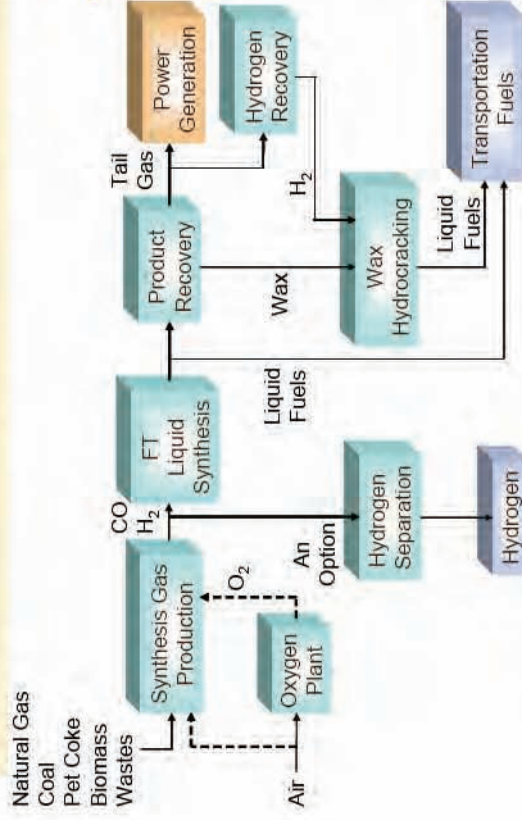 Natural Gas
Coal
Pet Coke
Biomass
Wastes
Air
Oxygen
Plant
O2
Synthesis Gas
Production
CO
H2
An
Option
Hydrogen
Separation
Hydrogen
FT
Liquid
Synthesis
Liquid
Fuels
Product
Recovery
Wax
Tail
Gas
Power
Generation
Hydrogen
Recovery
H2
Wax
Hydrocracking
Liquid
Fuels
Transportation
Fuels